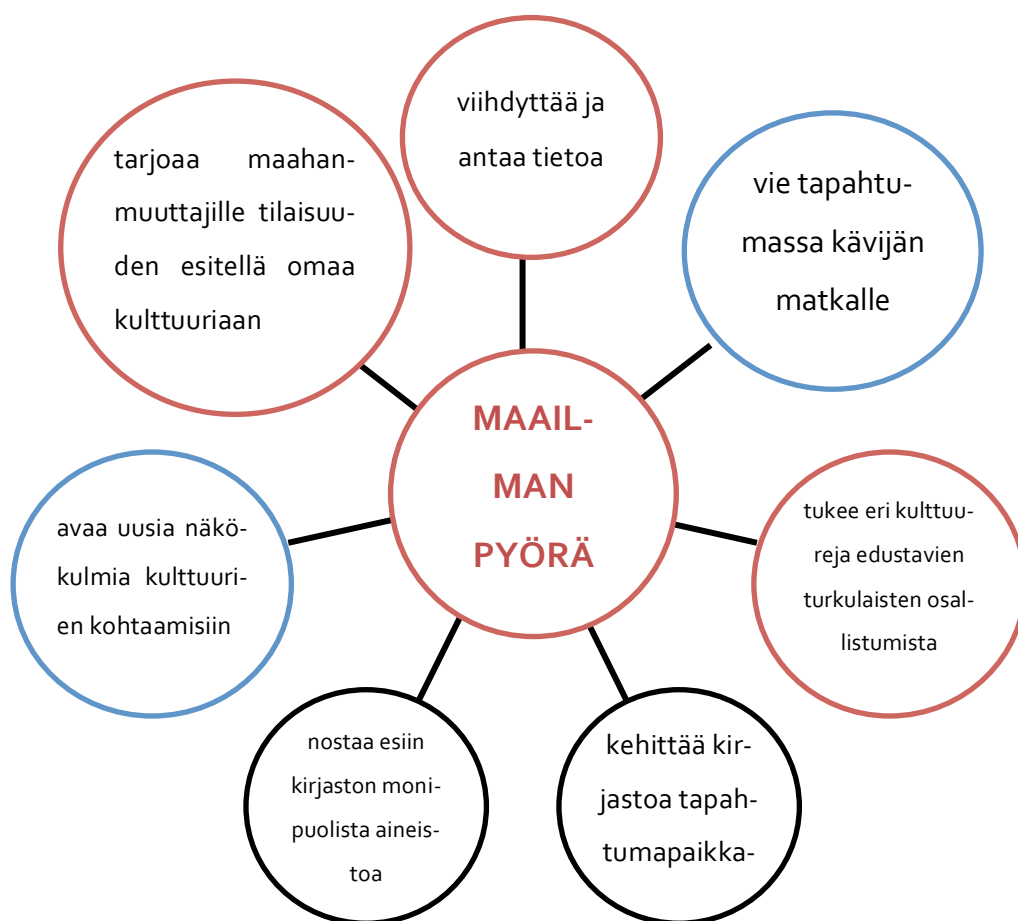 viihdyttää ja
antaa tietoa
tarjoaa maahan-
muuttajille tilaisuu-
den esitellä omaa
kulttuuriaan
vie tapahtu-
massa kävijän
matkalle
MAAIL-
MAN
PYÖRÄ
avaa uusia näkö-
kulmia kulttuuri-
en kohtaamisiin
tukee eri kulttuu-
reja edustavien
turkulaisten osal-
listumista
nostaa esiin
kirjaston moni-
puolista aineis-
toa
kehittää kir-
jastoa tapah-
tumapaikka-